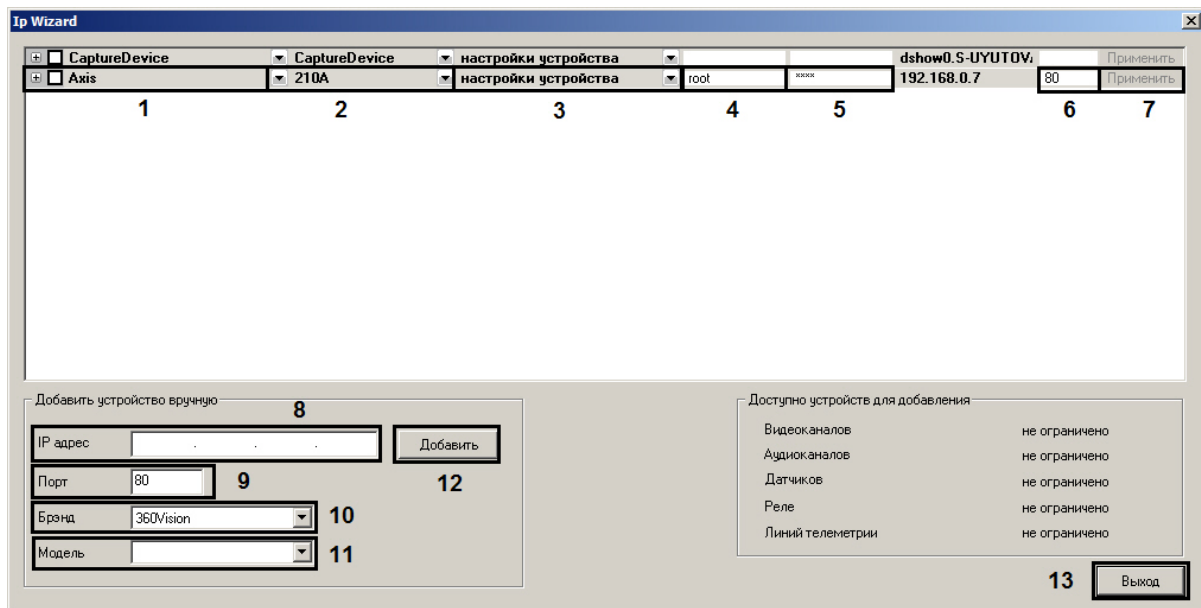 Ip Wizard
CaptureDevice CaptureDevice настройки устройства dshow0.S-UYUTOV Применить
Axis 210A настройки устройства root **** 192.168.0.7 80 Применить
1 2 3 4 5 6 7
Добавить устройство вручную
8
Доступно устройств для добавления
IP адрес . . . Добавить
Порт 80 9 12
Брэнд 360Vision 10
Модель 11
Видеоканалов не ограничено
Аудиоканалов не ограничено
Датчиков не ограничено
Реле не ограничено
Линий телеметрии не ограничено
13 Выход